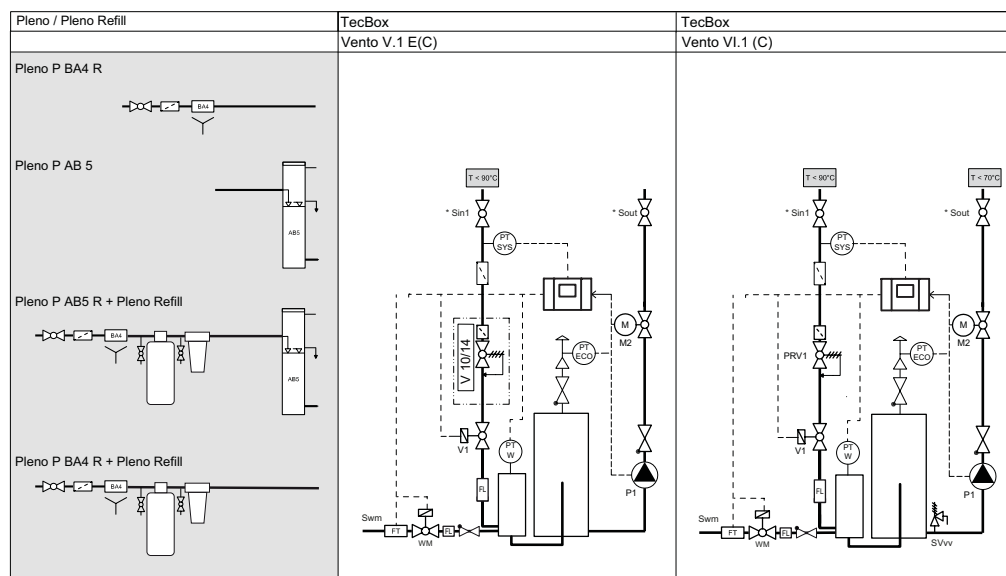 Pleno / Pleno Refill
TecBox
TecBox
Vento V.1 E(C)
Vento VI.1 (C)
Pleno P BA4 R
BA4
Pleno P AB 5
AB5
Pleno P AB5 R + Pleno Refill
BA4
AB5
Pleno P BA4 R + Pleno Refill
BA4
T < 90°C
* Sin1
* Sout
PT
SYS
M
M2
V 10/14
PT
ECO
V1
PT
W
P1
FL
Swm
FT
WM
FL
T < 90°C
T < 70°C
* Sin1
* Sout
PT
SYS
M
M2
PRV1
PT
ECO
V1
PT
W
P1
FL
Swm
FT
WM
FL
SVvv